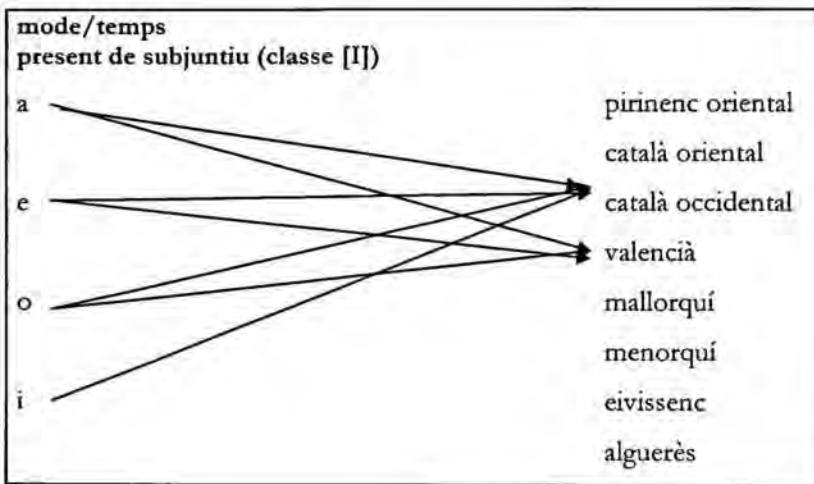 mode/temps
present de subjuntiu (classe [I])
a
e
o
i
pirinenc oriental
català oriental
català occidental
valencià
mallorquí
menorquí
eivissenc
alguerès